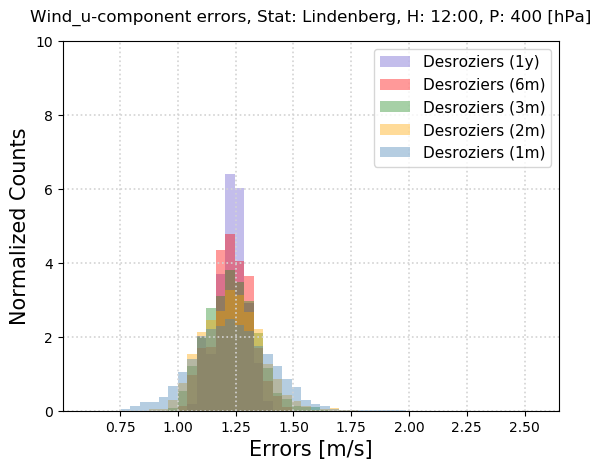 Wind_u-component errors, Stat: Lindenberg, H: 12:00, P: 400 [hPa]
10
8
6
4
2
0
Normalized Counts
Desroziers (1y)
Desroziers (6m)
Desroziers (3m)
Desroziers (2m)
Desroziers (1m)
0.75 1.00 1.25 1.50 1.75 2.00 2.25 2.50
Errors [m/s]